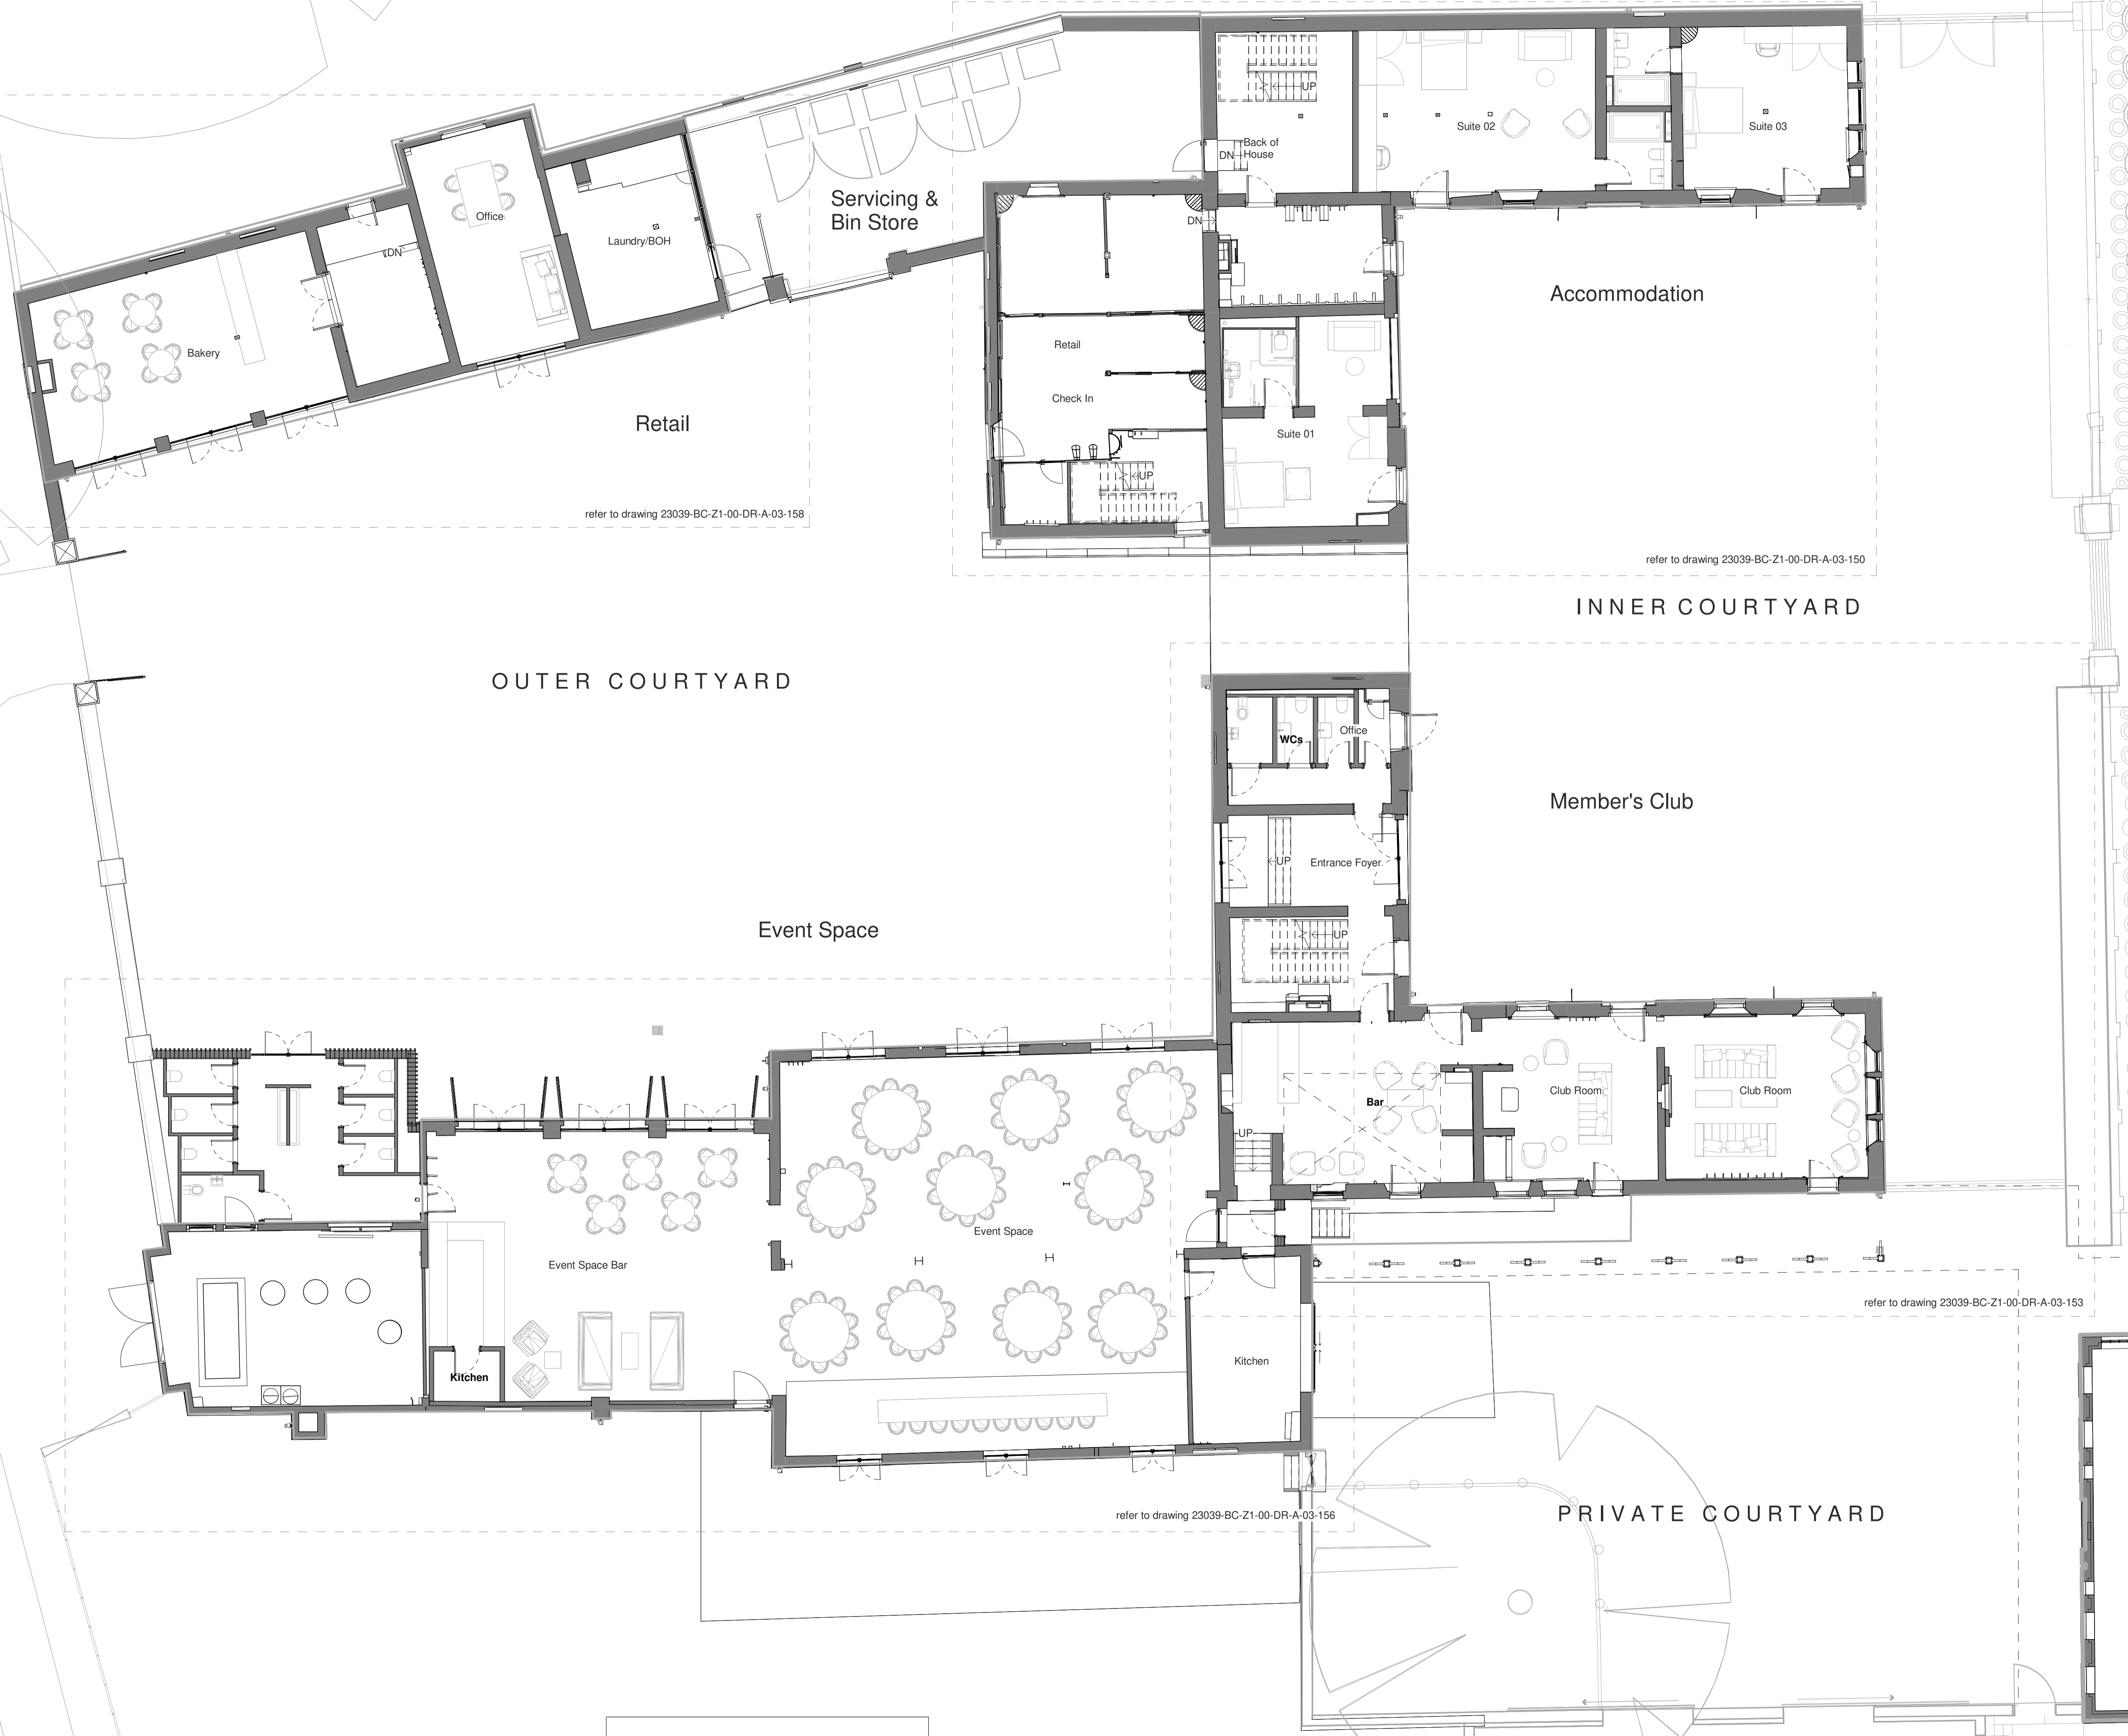 UP
Back of
DN
House
Suite 02
Suite 03
Office
Servicing &
Bin Store
Laundry/BOH
DN
DN
Accommodation
Bakery
Retail
Check In
Retail
Suite 01
UP
refer to drawing 23039-BC-Z1-00-DR-A-03-158
refer to drawing 23039-BC-Z1-00-DR-A-03-150
INNER COURTYARD
OUTER COURTYARD
WCs
Office
Member's Club
UP
Entrance Foyer
Event Space
UP
Bar
Club Room
Club Room
UP
Event Space
Event Space Bar
refer to drawing 23039-BC-Z1-00-DR-A-03-153
Kitchen
Kitchen
refer to drawing 23039-BC-Z1-00-DR-A-03-156
PRIVATE COURTYARD